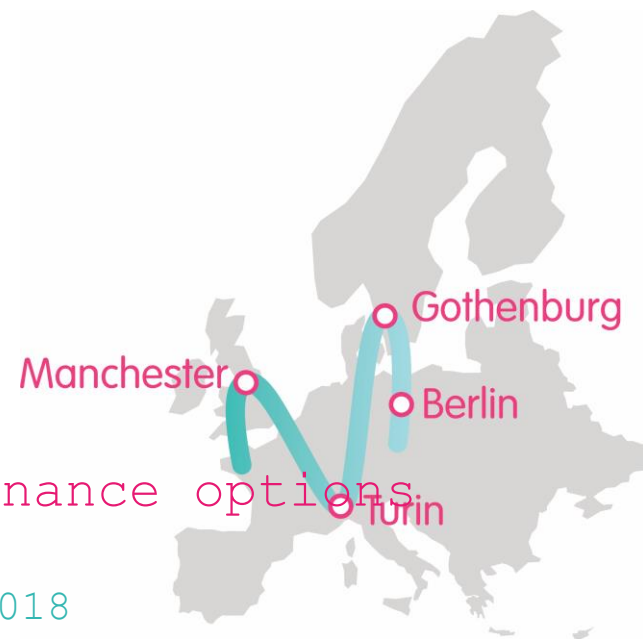 Gothenburg
Manchester
Berlin
nance options
Turin
018